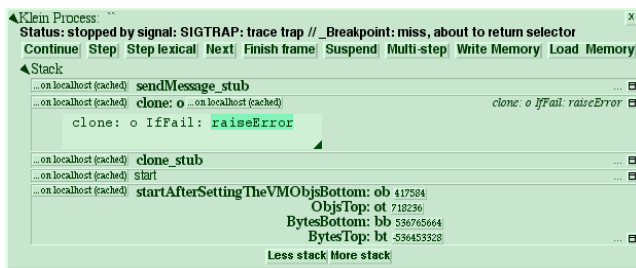 Klein Process: ``
x
Status: stopped by signal: SIGTRAP: trace trap // _Breakpoint: miss, about to return selector
Continue Step Step lexical Next Finish frame Suspend Multi-step Write Memory Load Memory
Stack
... on localhost (cached) sendMessage_stub ...
... on localhost (cached) clone: o ... on localhost (cached) clone: o IfFail: raiseError
clone: o IfFail: raiseError
... on localhost (cached) clone_stub ...
... on localhost (cached) start ...
... on localhost (cached) startAfterSettingTheVMObjsBottom: ob 417584
ObjsTop: ot 718236
BytesBottom: bb 536765664
BytesTop: bt -536453328 ...
Less stack More stack